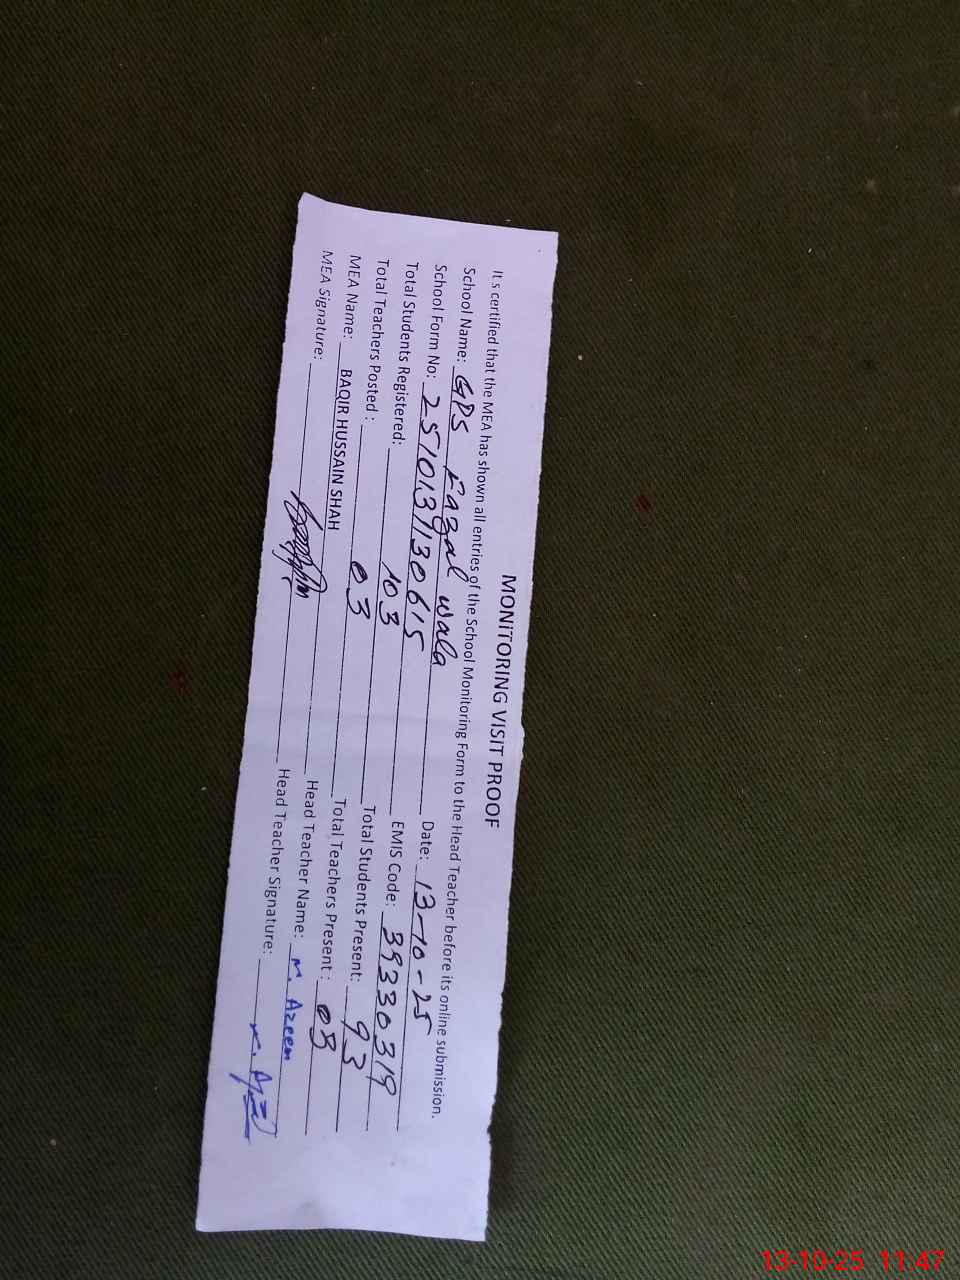 MONITORING VISIT PROOF
It s certified that the MEA has shown all entries of the School Monitoring Form to the Head Teacher before its online submission.
School Name: GPS Fazal wala Date: 13-10-25
School Form No: 251013130615 EMIS Code: 39330319
Total Students Registered: 103 Total Students Present: 93
Total Teachers Posted : 03 Total Teachers Present : 03
MEA Name: BAQIR HUSSAIN SHAH Head Teacher Name: M. Azeem
MEA Signature: Head Teacher Signature:
13-10-25 11:47